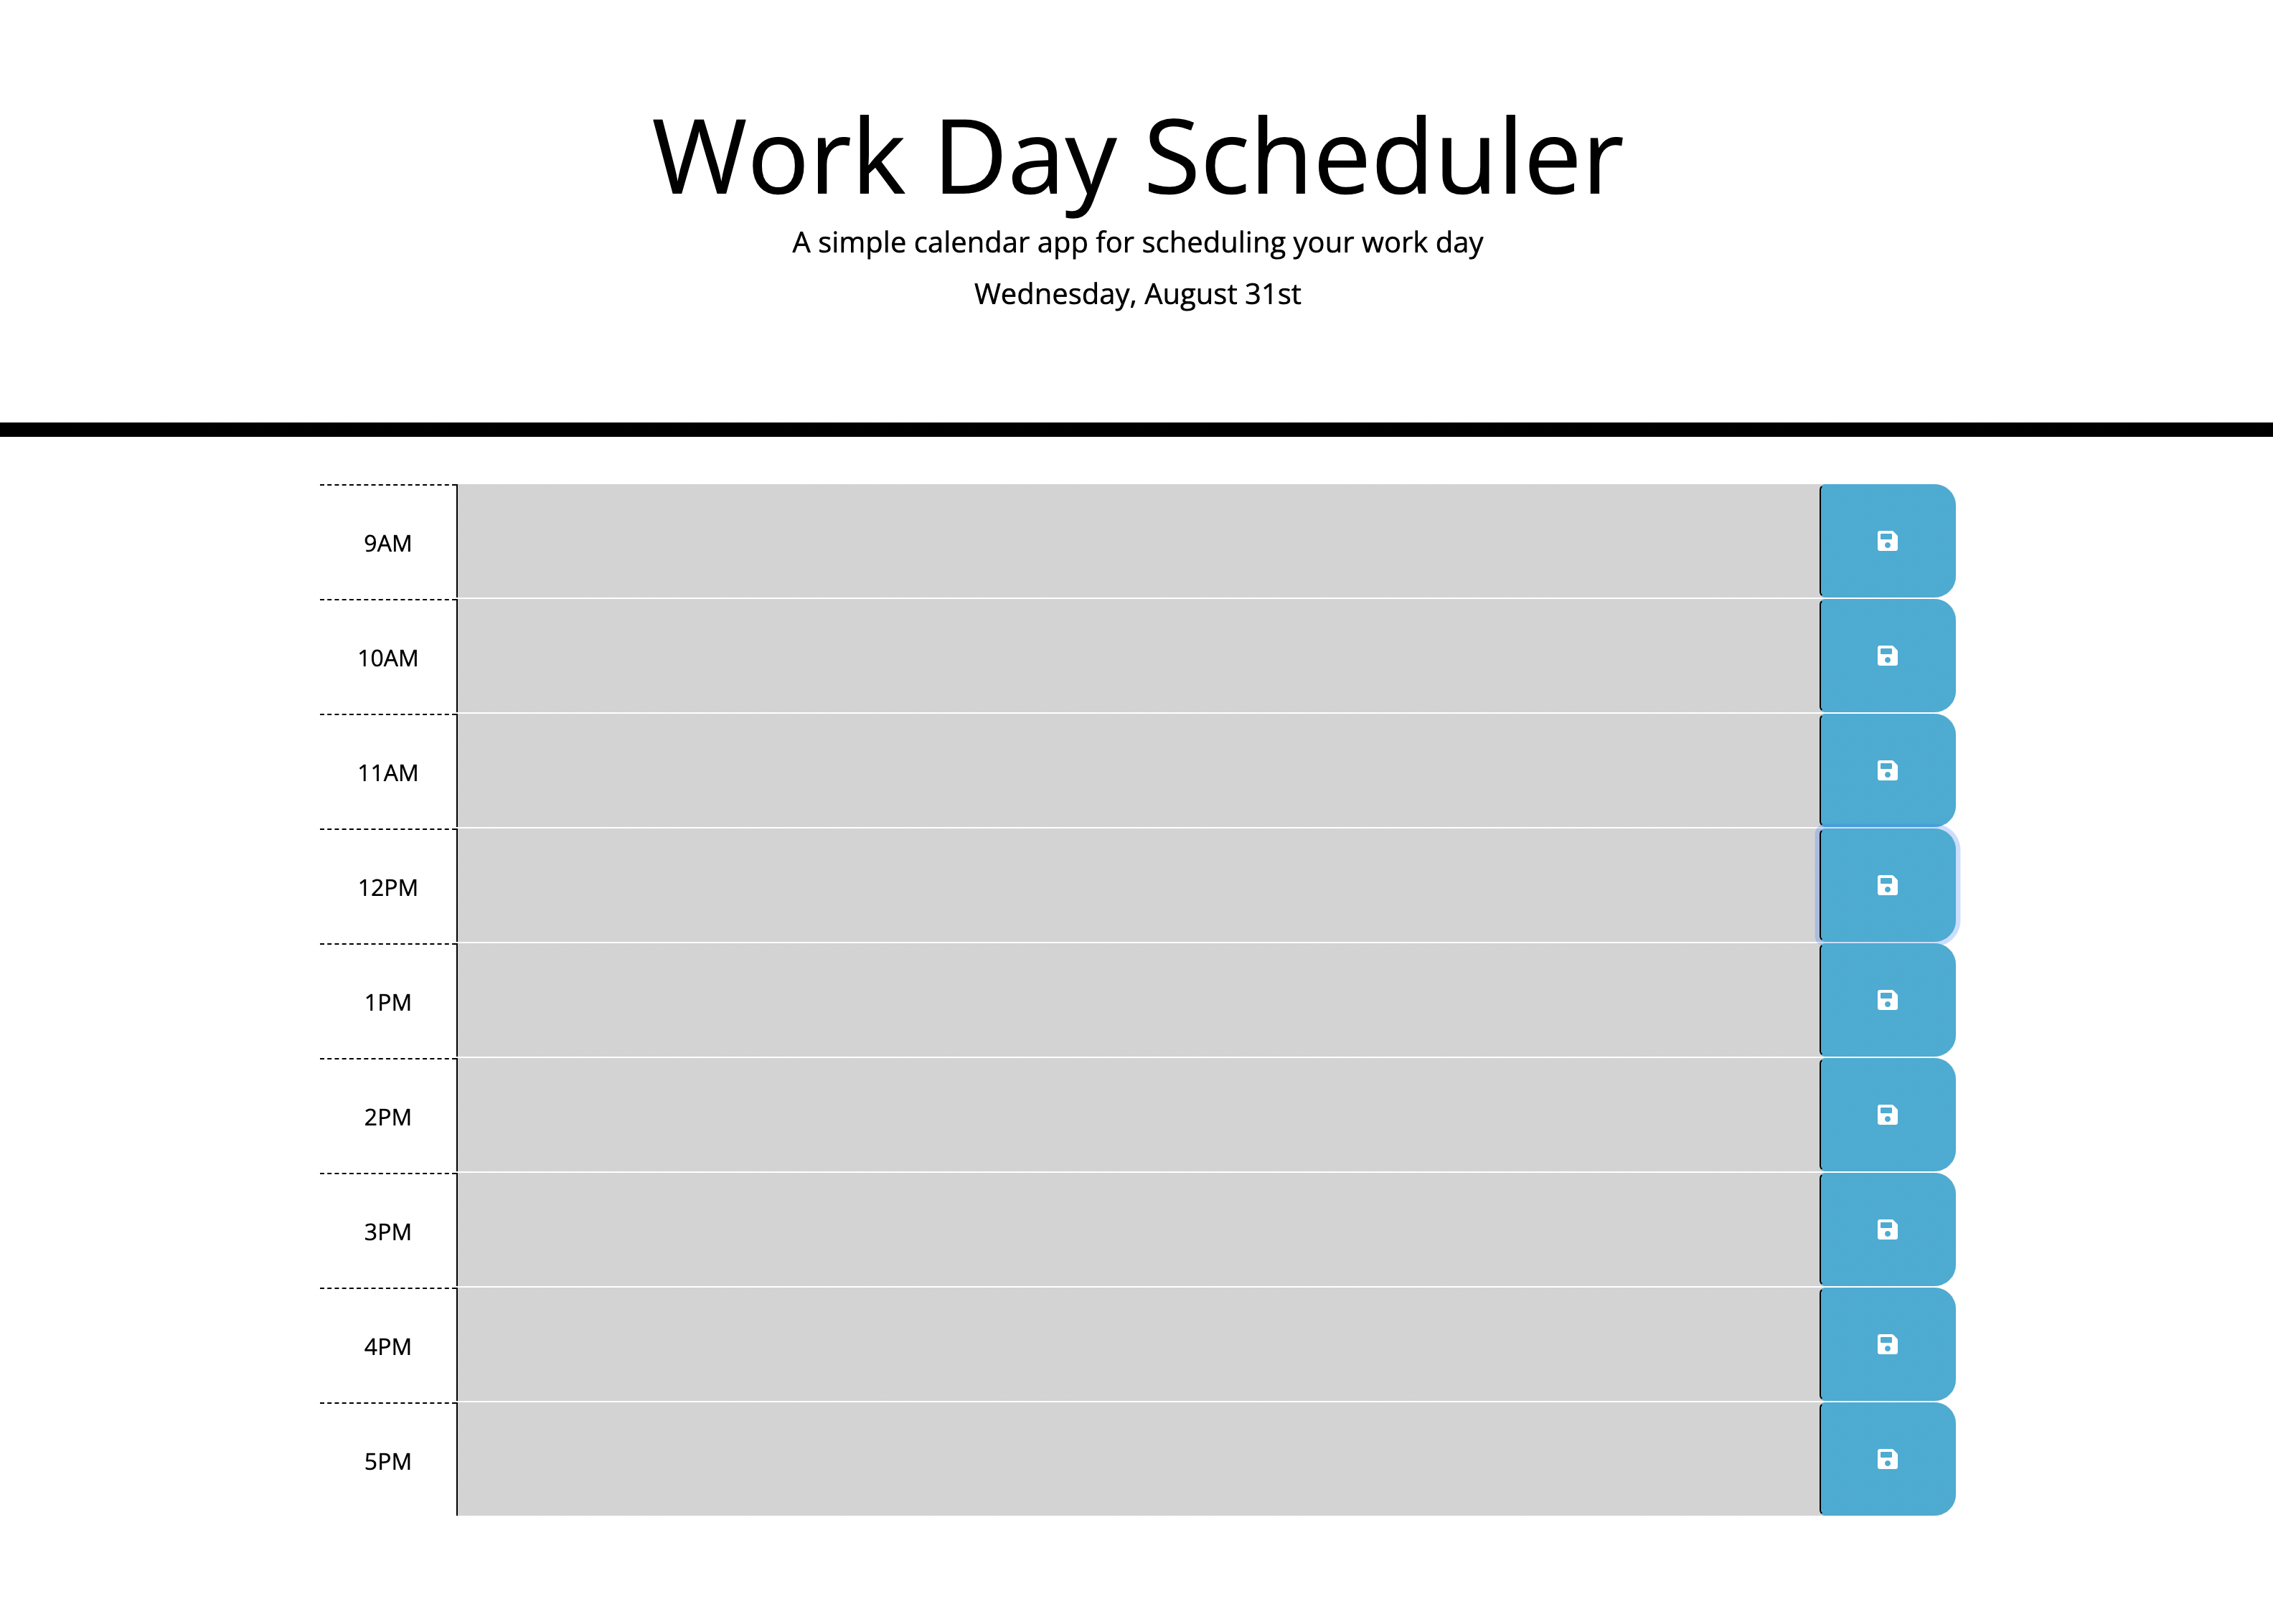 Work Day Scheduler
A simple calendar app for scheduling your work day
Wednesday, August 31st
9AM
10AM
11AM
12PM
1PM
2PM
3PM
4PM
5PM